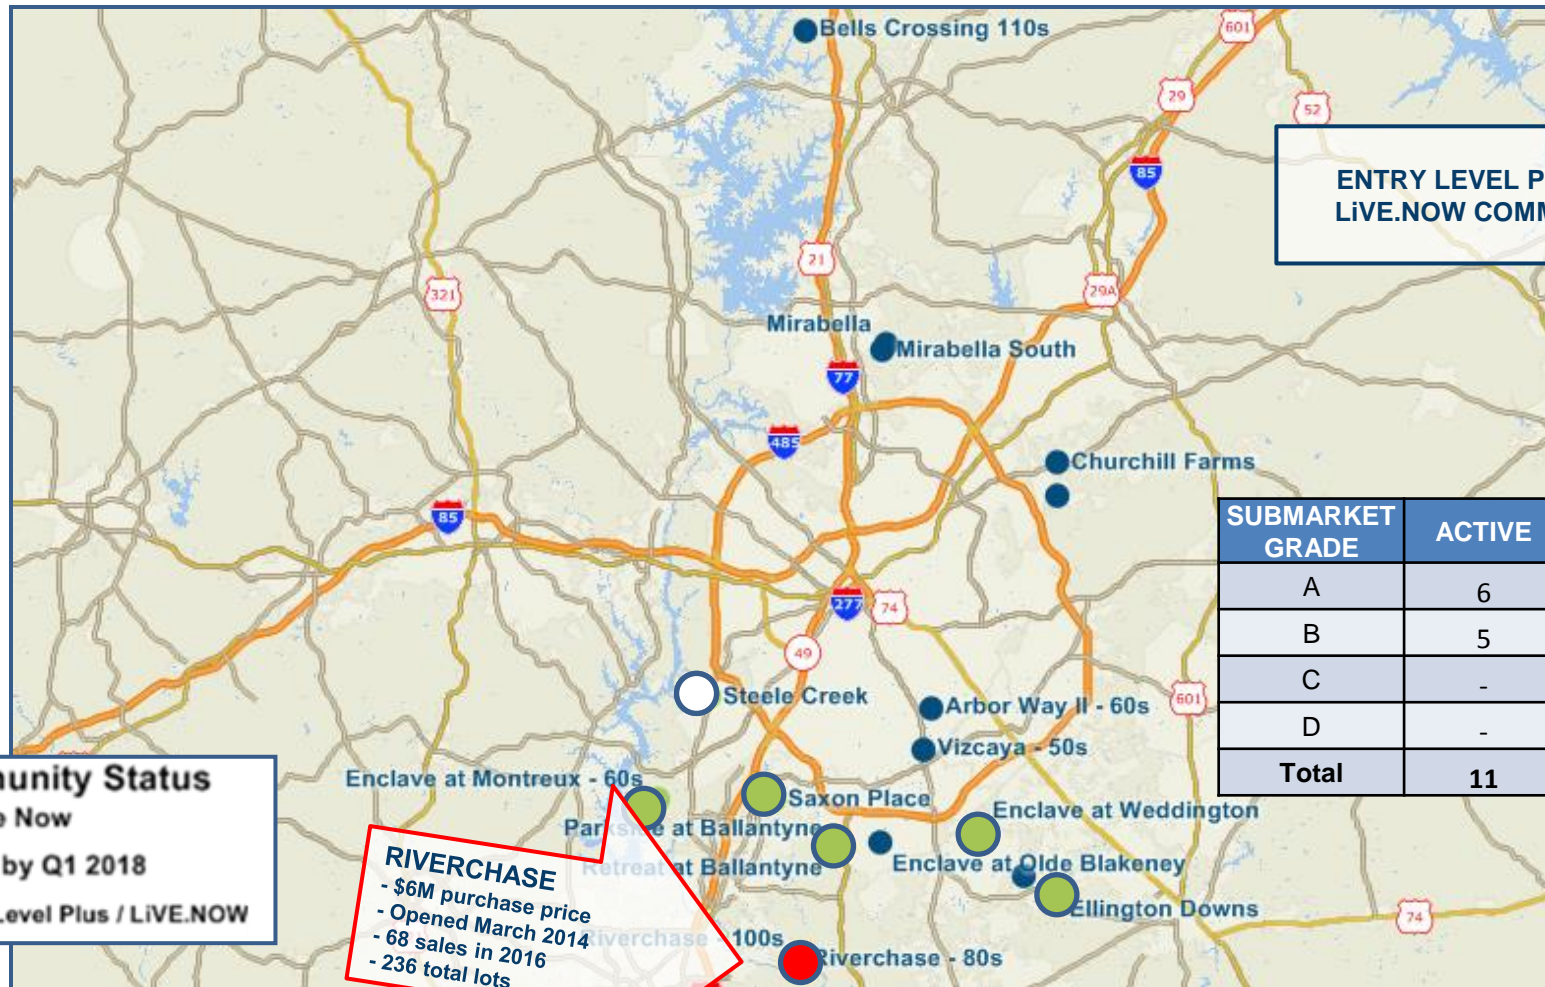 Bells Crossing 110s
601
29
52
85
ENTRY LEVEL P
LiVE.NOW COMM
21
29A
321
Mirabella
Mirabella South
77
485
Churchill Farms
85
SUBMARKET GRADE ACTIVE
A 6
B 5
C -
D -
Total 11
277
74
49
Steele Creek
601
Arbor Way II - 60s
Vizcaya - 50s
munity Status
e Now
by Q1 2018
Level Plus / LiVE.NOW
Enclave at Montreux - 60s
Saxon Place
Enclave at Weddington
Parkside at Ballantyne
Retreat at Ballantyne
Enclave at Olde Blakeney
Ellington Downs
74
RIVERCHASE
- $6M purchase price
- Opened March 2014
- 68 sales in 2016
- 236 total lots
Riverchase - 100s
Riverchase - 80s